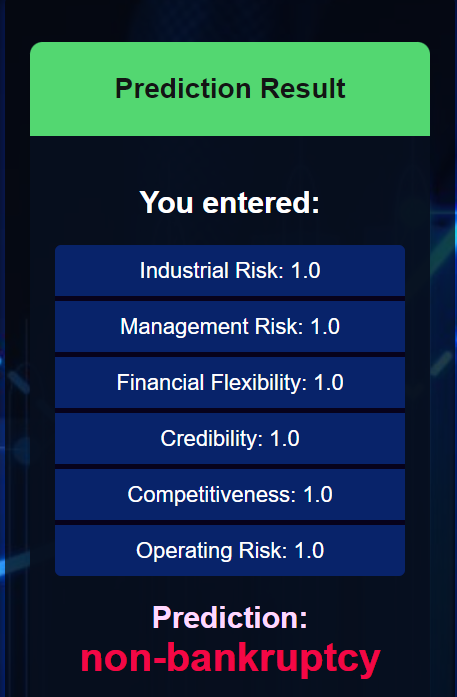 Prediction Result
You entered:
Industrial Risk: 1.0
Management Risk: 1.0
Financial Flexibility: 1.0
Credibility: 1.0
Competitiveness: 1.0
Operating Risk: 1.0
Prediction:
non-bankruptcy